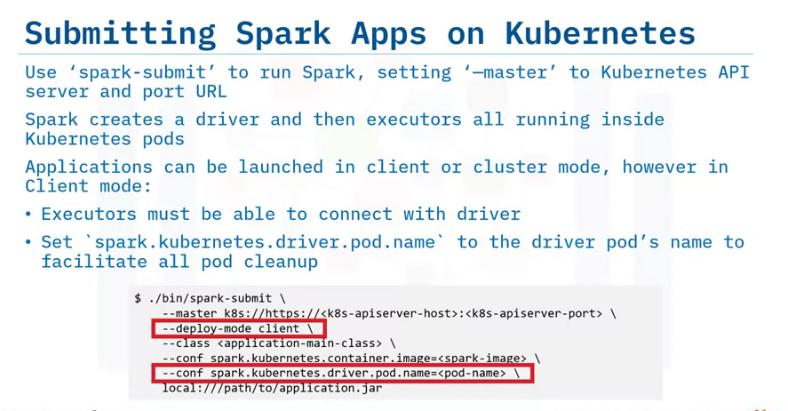 Submitting Spark Apps on Kubernetes
Use ‘spark-submit’ to run Spark, setting ‘—master’ to Kubernetes API
server and port URL
Spark creates a driver and then executors all running inside
Kubernetes pods
Applications can be launched in client or cluster mode, however in
Client mode:
• Executors must be able to connect with driver
• Set `spark.kubernetes.driver.pod.name` to the driver pod’s name to
facilitate all pod cleanup
$ ./bin/spark-submit \
--master k8s://https://<k8s-apiserver-host>:<k8s-apiserver-port> \
--deploy-mode client \
--class <application-main-class> \
--conf spark.kubernetes.container.image=<spark-image> \
--conf spark.kubernetes.driver.pod.name=<pod-name> \
local:///path/to/application.jar